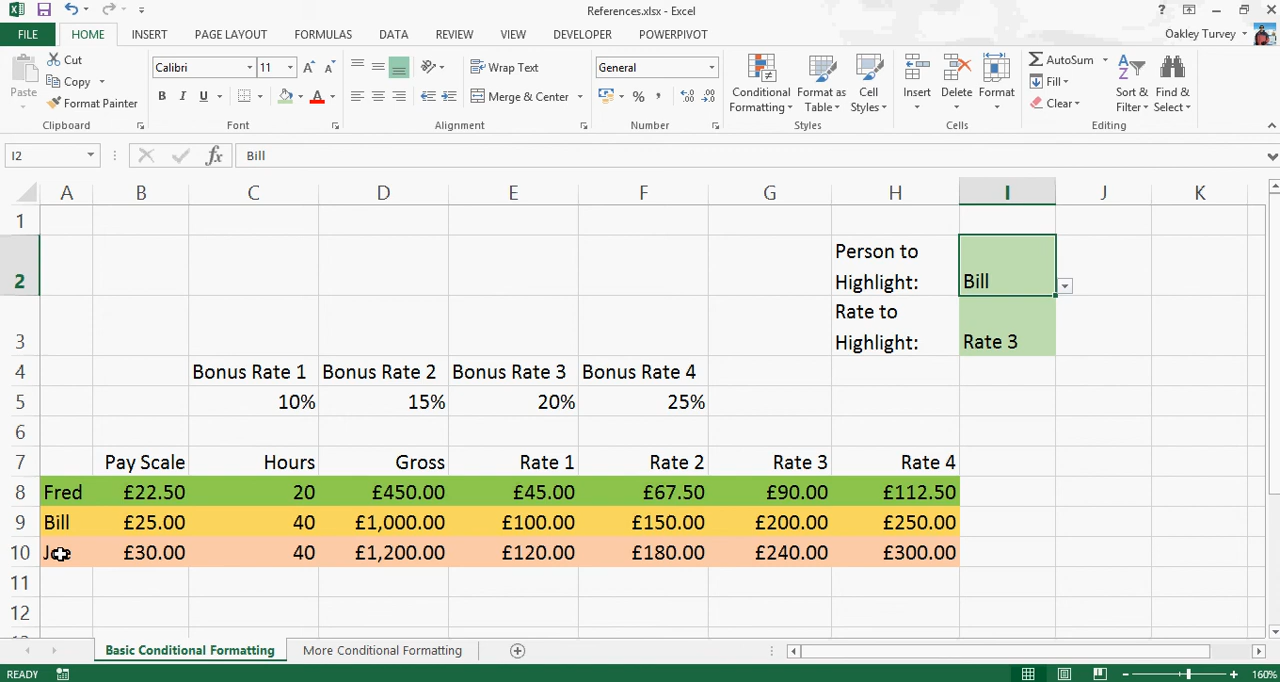 References.xlsx - Excel
FILE HOME INSERT PAGE LAYOUT FORMULAS DATA REVIEW VIEW DEVELOPER POWERPIVOT Oakley Turvey
Paste Cut
Copy
Format Painter
Clipboard
Calibri 11
B I U A
Font
Wrap Text
Merge & Center
Alignment
General
%
Number
Conditional Formatting
Format as Table
Cell Styles
Styles
Insert Delete Format
Cells
AutoSum
Fill
Clear
Sort & Filter
Find & Select
Editing
I2 fx Bill
A B C D E F G H I J K
1
2 Person to
Highlight: Bill
3 Rate to
Highlight: Rate 3
4 Bonus Rate 1 Bonus Rate 2 Bonus Rate 3 Bonus Rate 4
5 10% 15% 20% 25%
6
7 Pay Scale Hours Gross Rate 1 Rate 2 Rate 3 Rate 4
8 Fred £22.50 20 £450.00 £45.00 £67.50 £90.00 £112.50
9 Bill £25.00 40 £1,000.00 £100.00 £150.00 £200.00 £250.00
10 £30.00 40 £1,200.00 £120.00 £180.00 £240.00 £300.00
11
12
Basic Conditional Formatting More Conditional Formatting
READY 160%